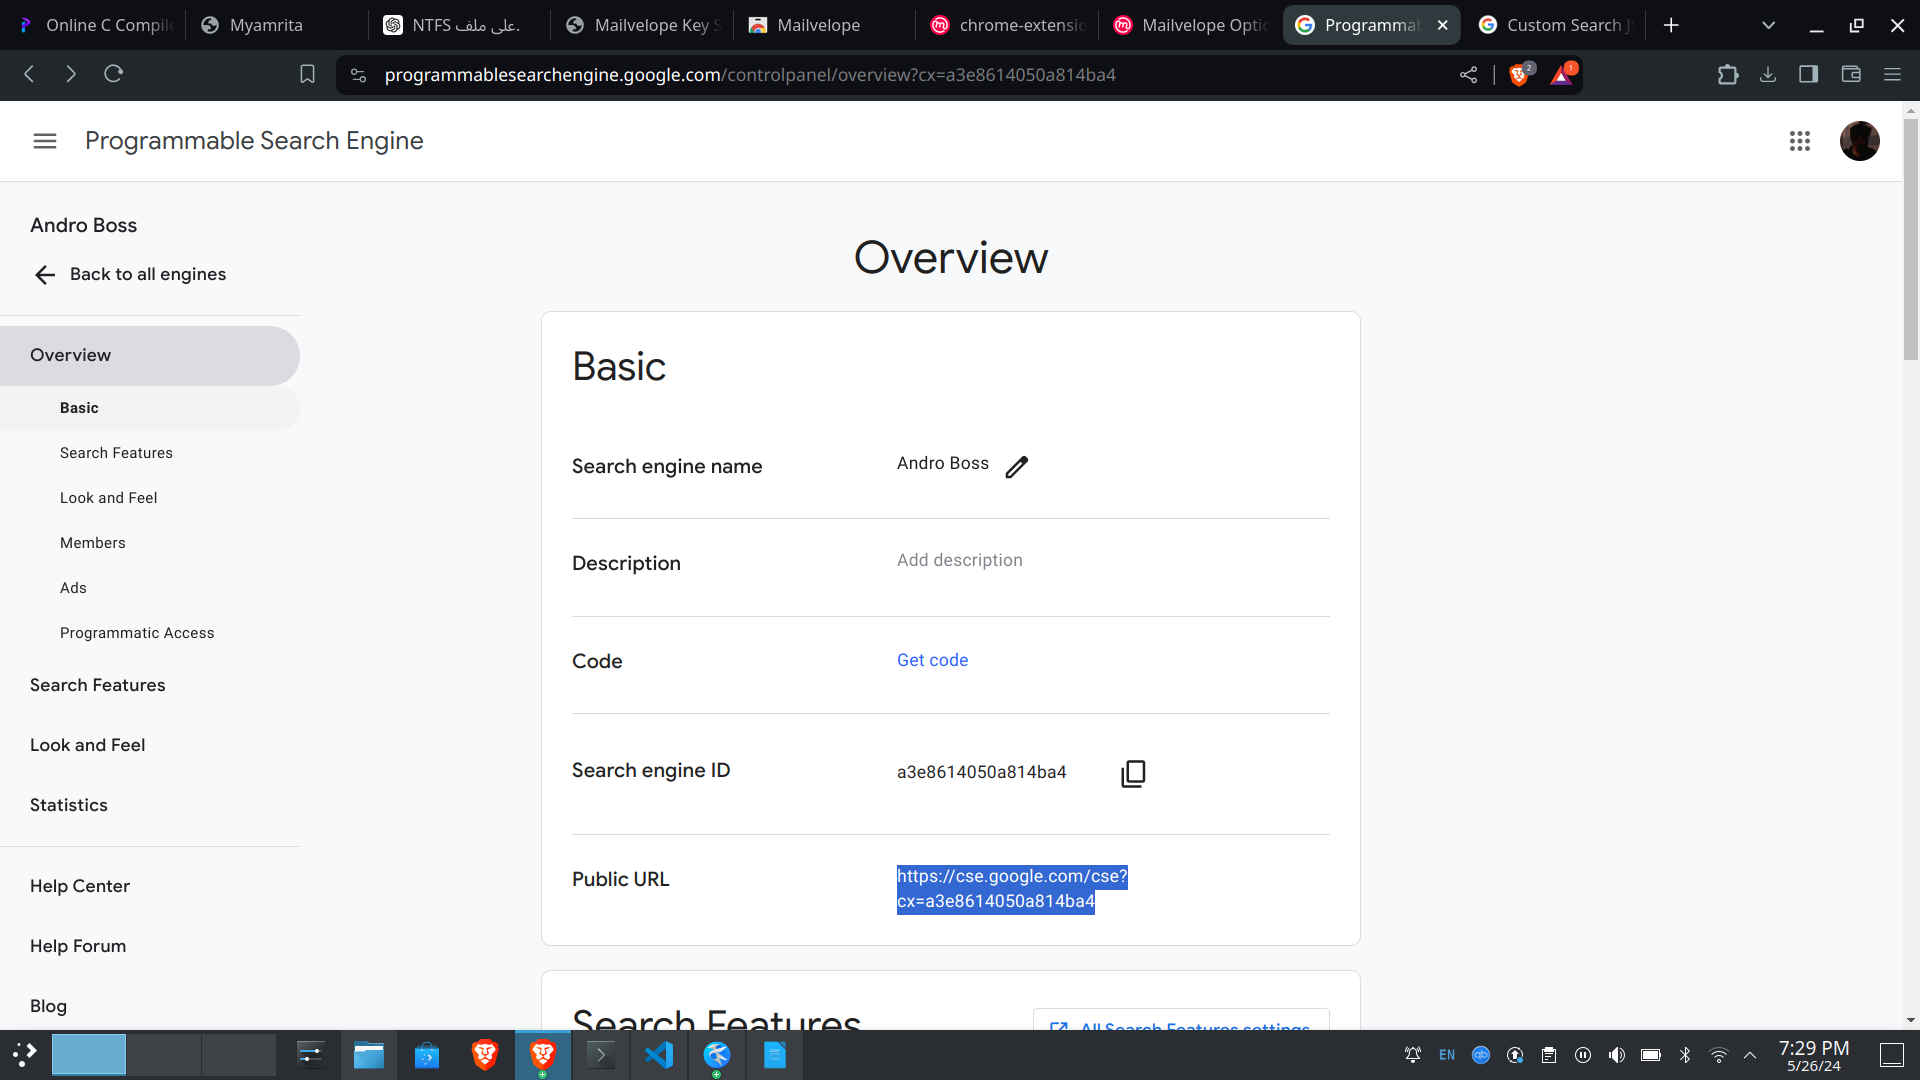 Online C Compile
Myamrita
NTFS على ملف.
Mailvelope Key S
Mailvelope
chrome-extensio
Mailvelope Optio
Programmab
Custom Search J
programmablesearchengine.google.com/controlpanel/overview?cx=a3e8614050a814ba4
2
1
Programmable Search Engine
Andro Boss
Back to all engines
Overview
Basic
Search Features
Look and Feel
Members
Ads
Programmatic Access
Search Features
Look and Feel
Statistics
Help Center
Help Forum
Blog
Overview
Basic
Search engine name
Andro Boss
Description
Add description
Code
Get code
Search engine ID
a3e8614050a814ba4
Public URL
https://cse.google.com/cse?
cx=a3e8614050a814ba4
Search Features
All Search Features settings
EN
7:29 PM
5/26/24